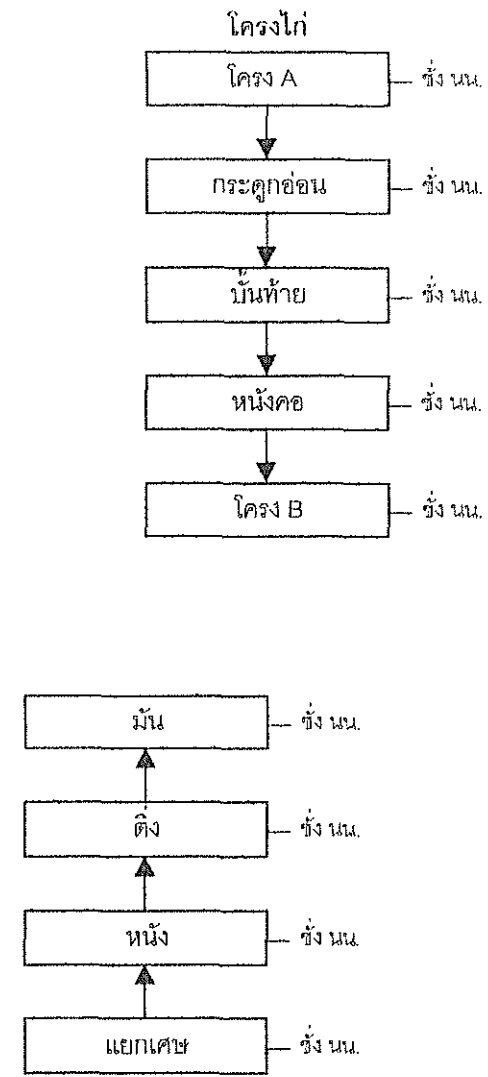 โครงไก่
โครง A ชั่ง นน.
กระดูกอ่อน ชั่ง นน.
บั้นท้าย ชั่ง นน.
หนังคอ ชั่ง นน.
โครง B ชั่ง นน.
มัน ชั่ง นน.
ติ่ง ชั่ง นน.
หนัง ชั่ง นน.
แยกเศษ ชั่ง นน.